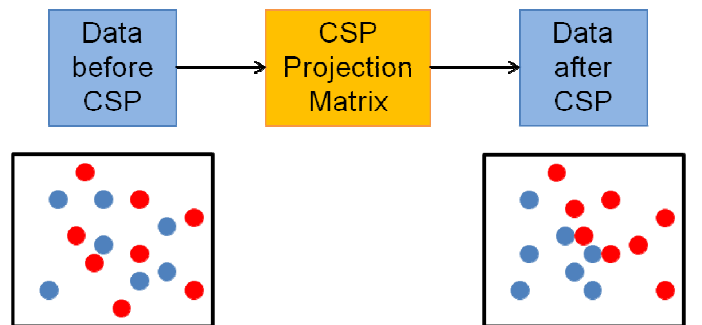 Data
before
CSP
CSP
Projection
Matrix
Data
after
CSP